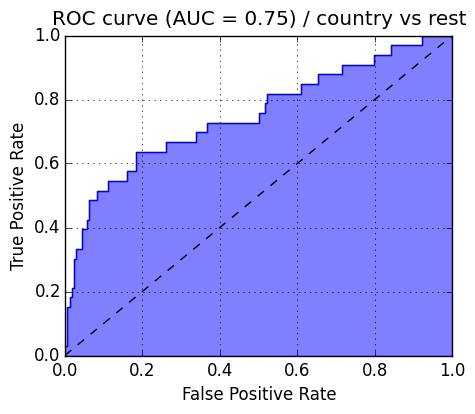 ROC curve (AUC = 0.75) / country vs rest
1.0
0.8
0.6
0.4
0.2
0.0
True Positive Rate
0.0 0.2 0.4 0.6 0.8 1.0
False Positive Rate